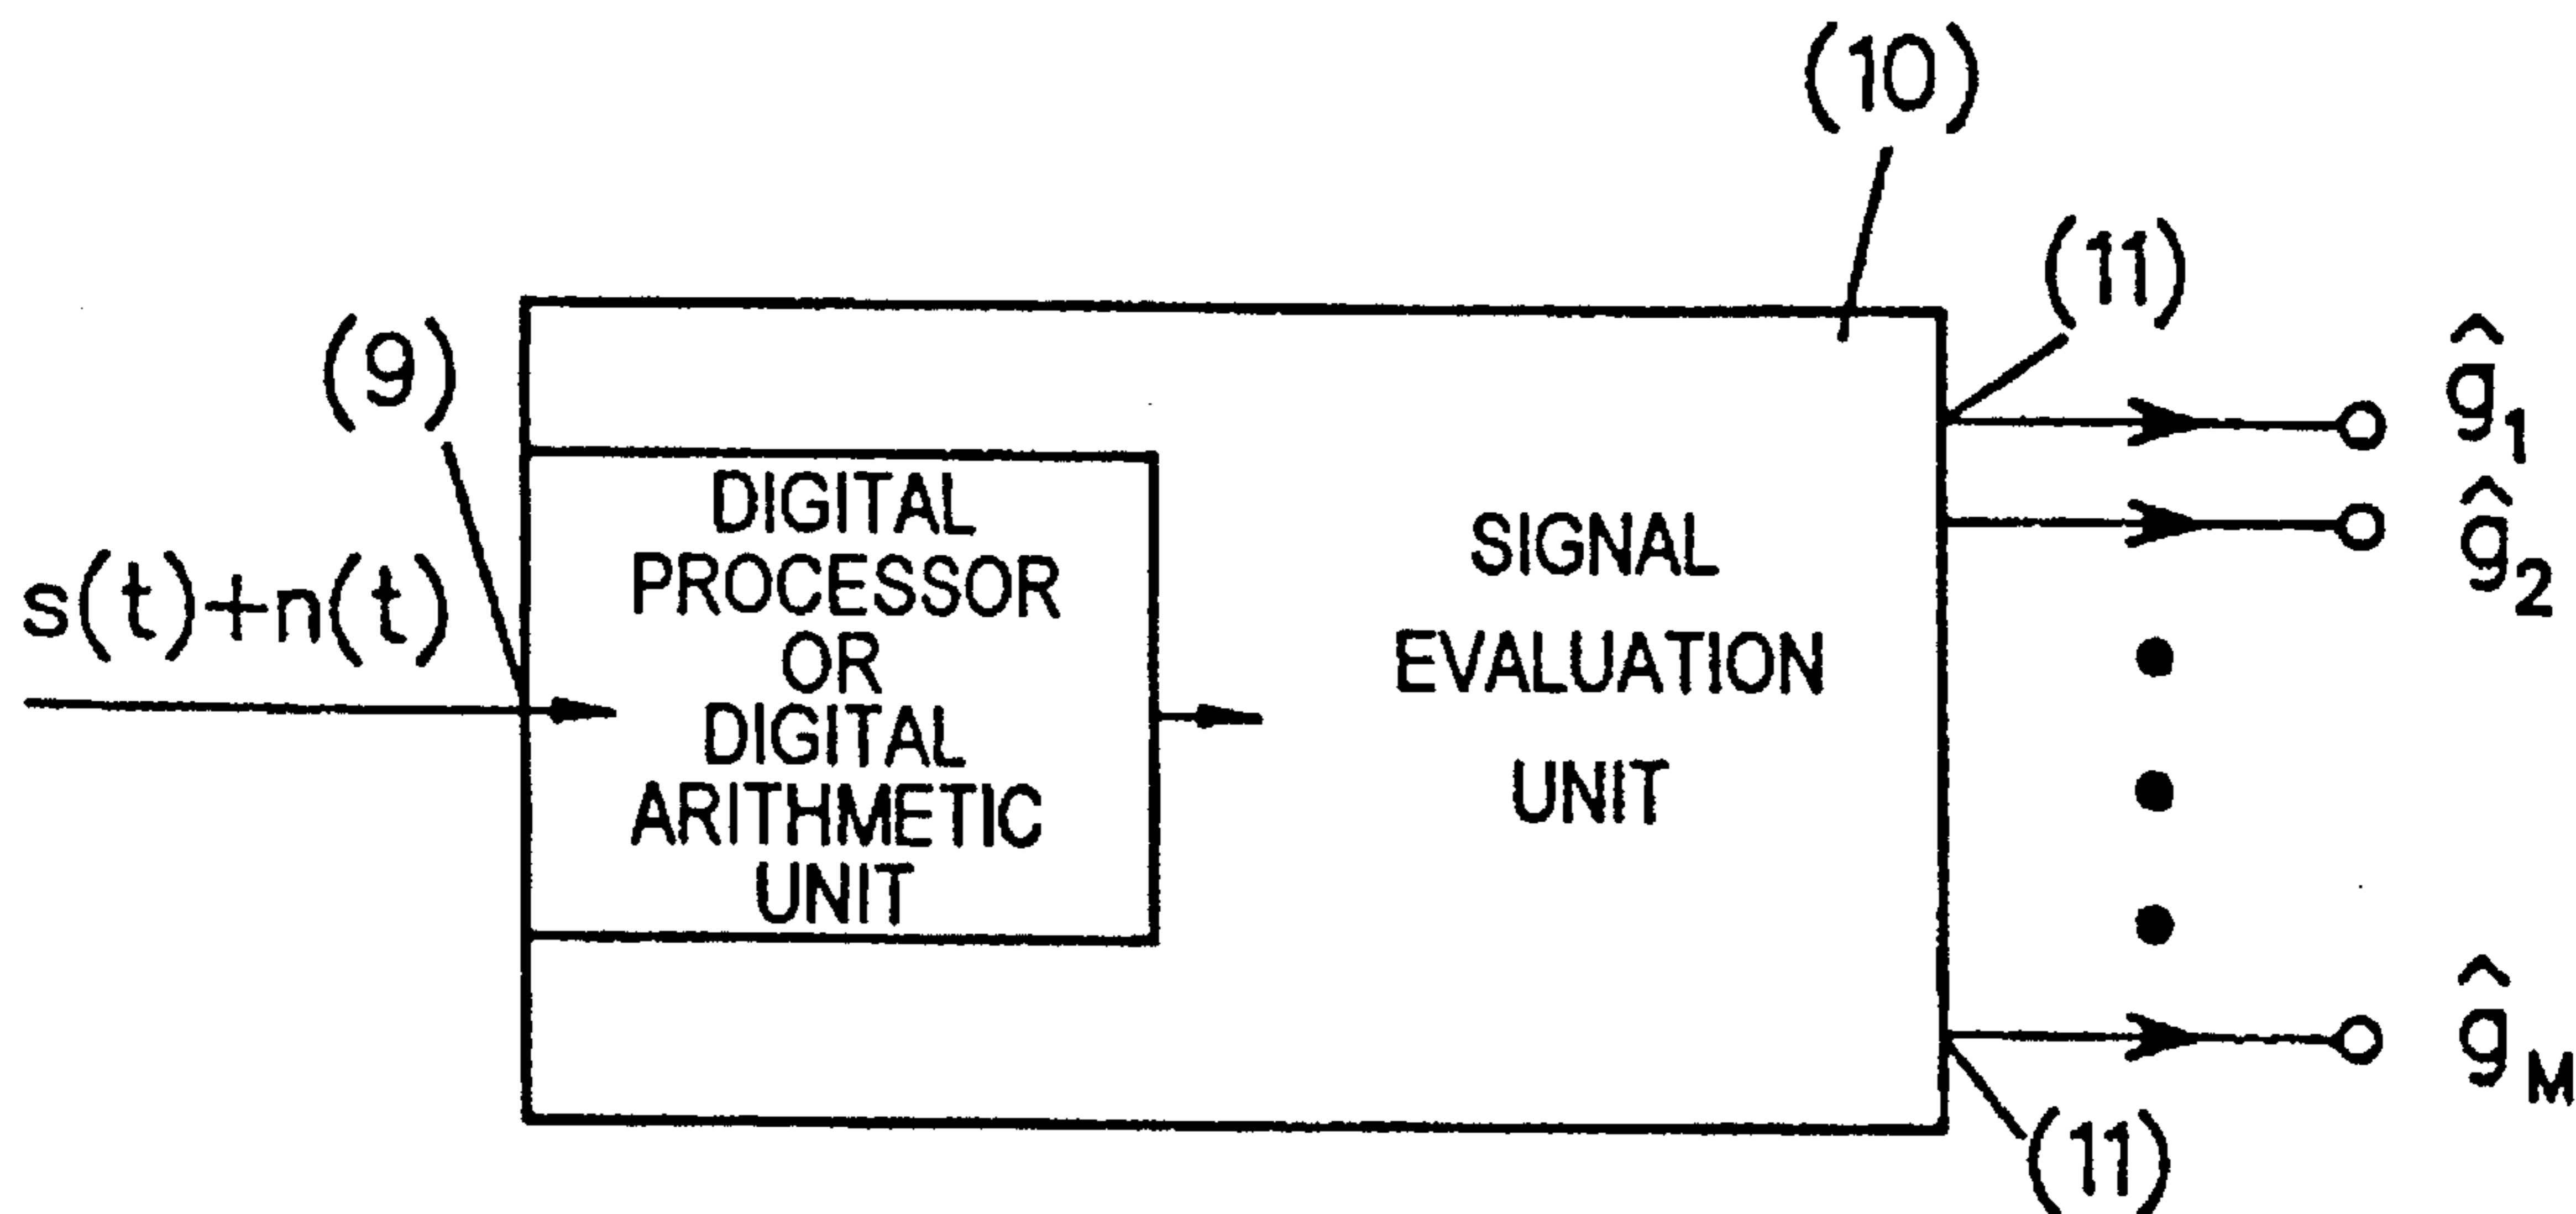 (10)
(11)
(9)
ĝ1
ĝ2
s(t)+n(t)
DIGITAL
PROCESSOR
OR
DIGITAL
ARITHMETIC
UNIT
SIGNAL
EVALUATION
UNIT
ĝM
(11)